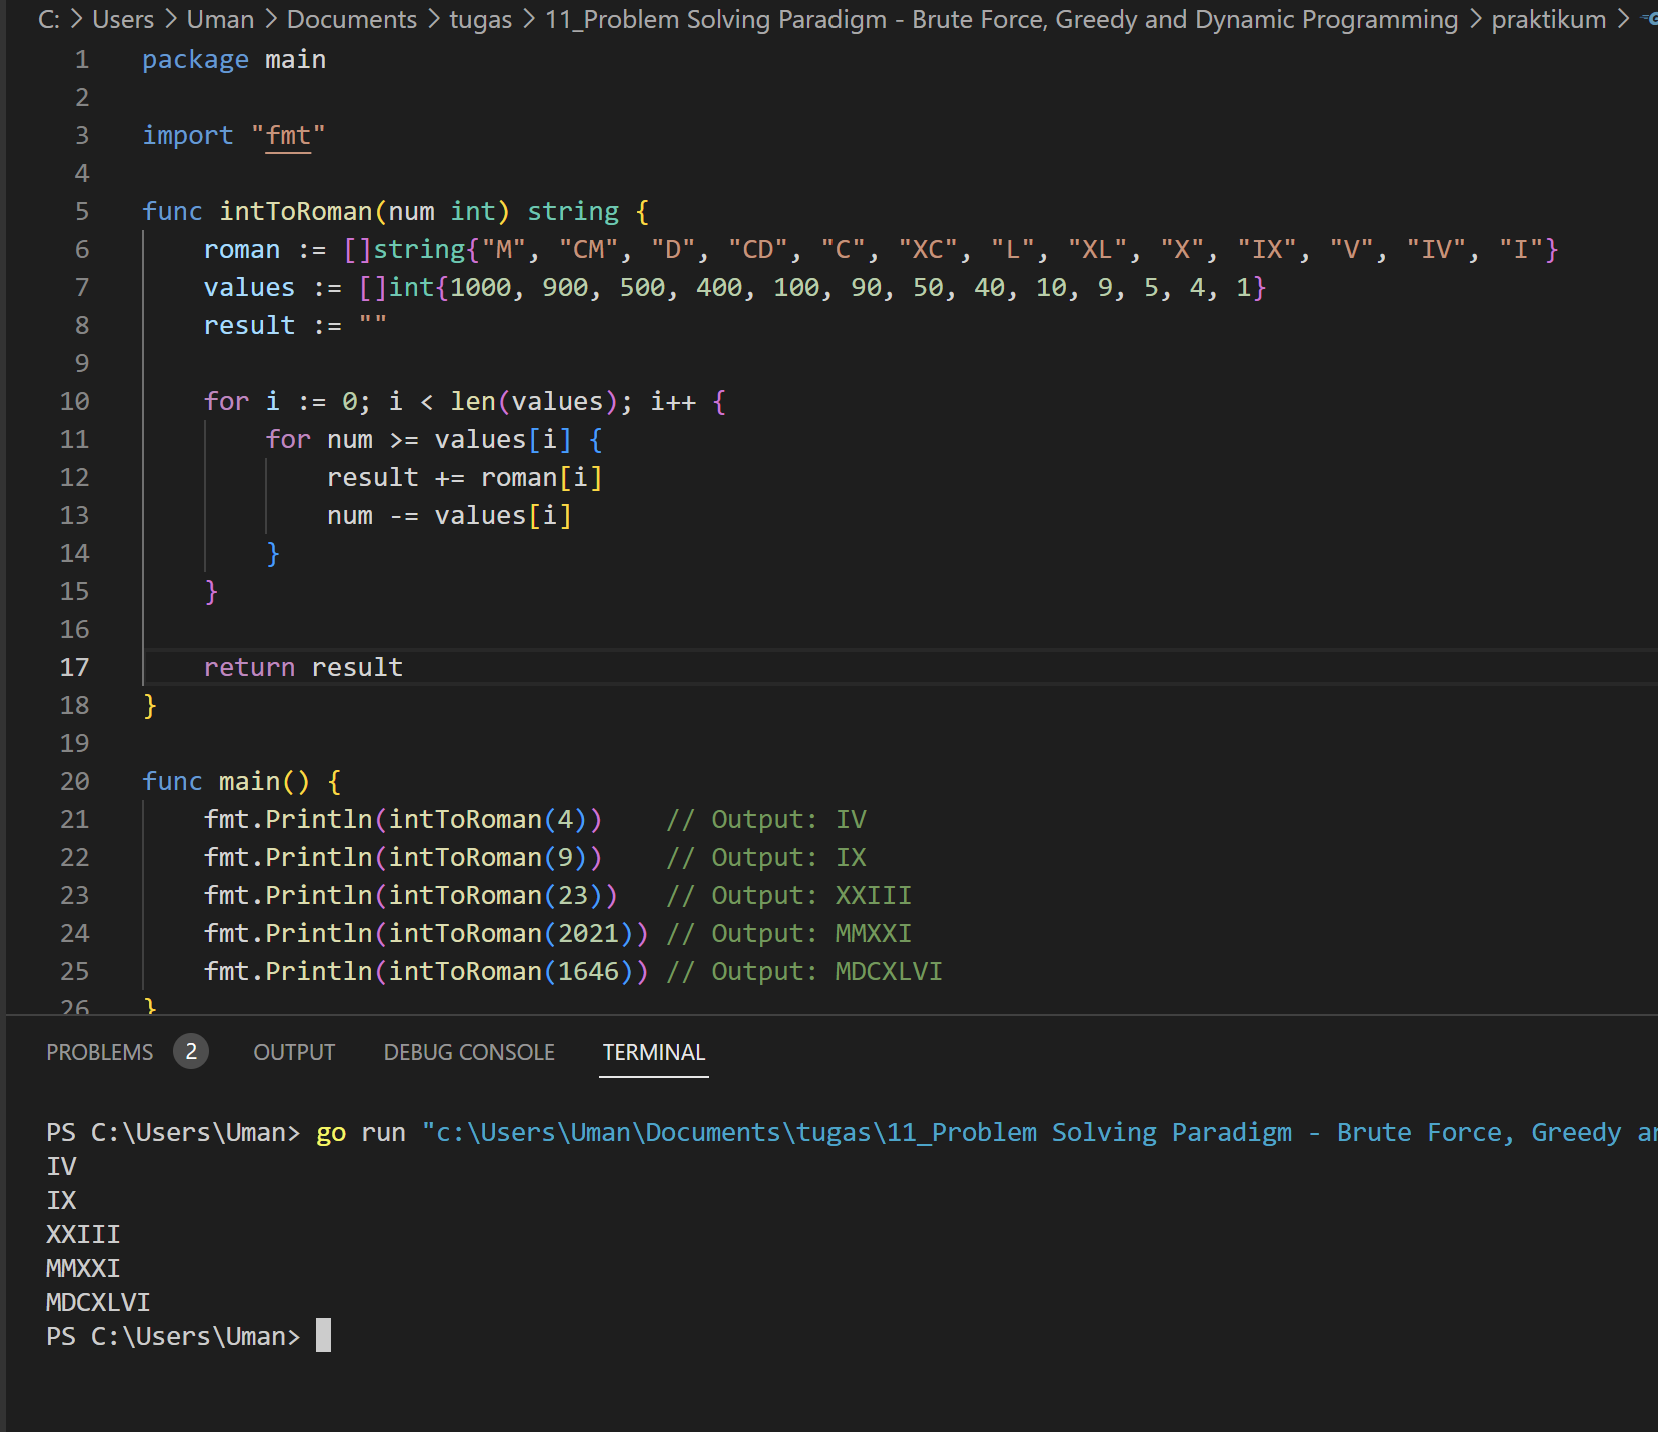 C: > Users > Uman > Documents > tugas > 11_Problem Solving Paradigm - Brute Force, Greedy and Dynamic Programming > praktikum >
1 package main
2
3 import "fmt"
4
5 func intToRoman(num int) string {
6     roman := []string{"M", "CM", "D", "CD", "C", "XC", "L", "XL", "X", "IX", "V", "IV", "I"}
7     values := []int{1000, 900, 500, 400, 100, 90, 50, 40, 10, 9, 5, 4, 1}
8     result := ""
9
10     for i := 0; i < len(values); i++ {
11         for num >= values[i] {
12             result += roman[i]
13             num -= values[i]
14         }
15     }
16
17     return result
18 }
19
20 func main() {
21     fmt.Println(intToRoman(4))    // Output: IV
22     fmt.Println(intToRoman(9))    // Output: IX
23     fmt.Println(intToRoman(23))   // Output: XXIII
24     fmt.Println(intToRoman(2021)) // Output: MMXXI
25     fmt.Println(intToRoman(1646)) // Output: MDCXLVI
26 }
PROBLEMS 2 OUTPUT DEBUG CONSOLE TERMINAL
PS C:\Users\Uman> go run "c:\Users\Uman\Documents\tugas\11_Problem Solving Paradigm - Brute Force, Greedy
IV
IX
XXIII
MMXXI
MDCXLVI
PS C:\Users\Uman>